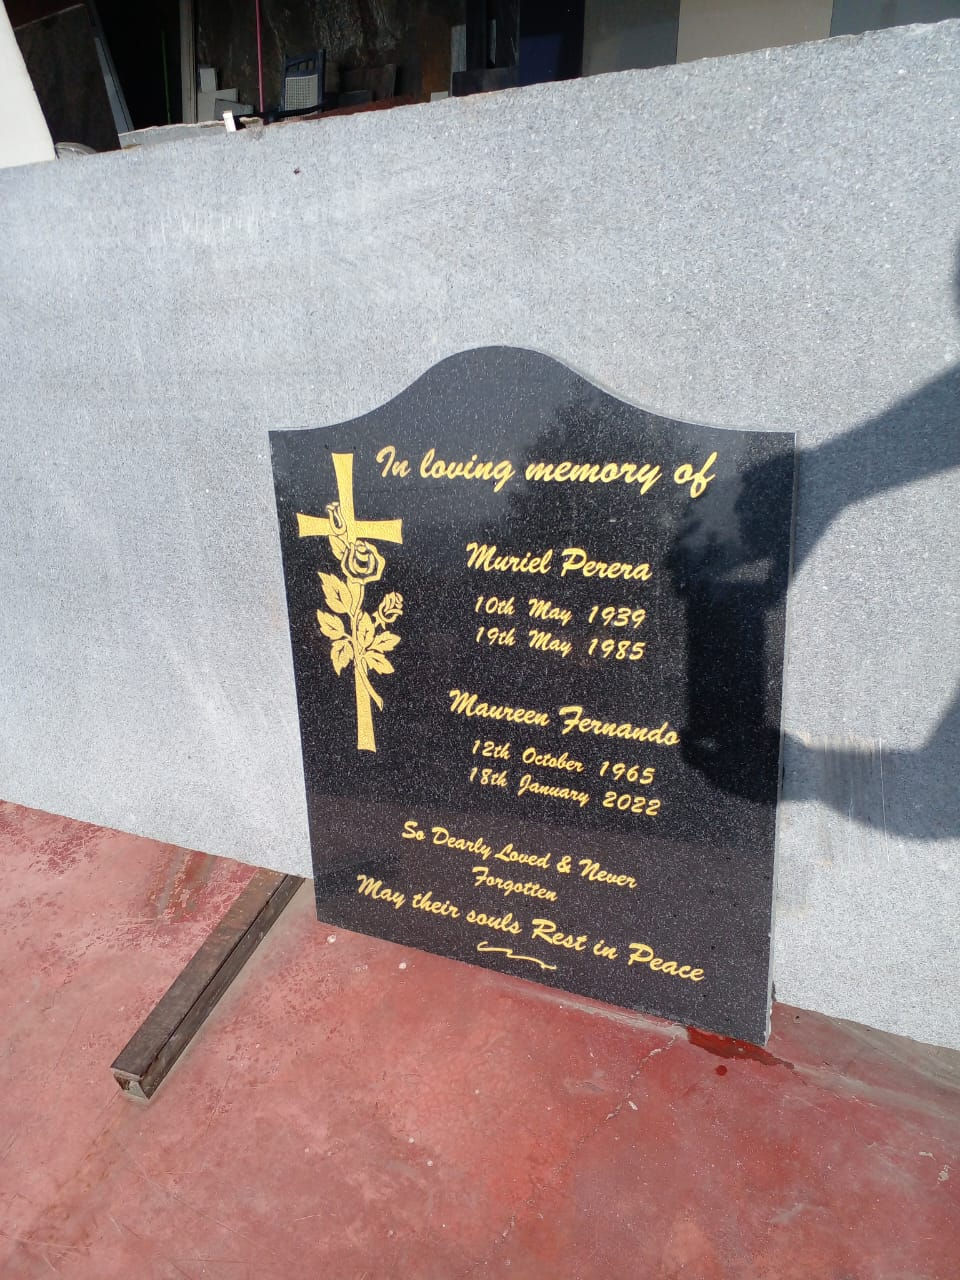 In loving memory of
Muriel Perera
10th May 1939
19th May 1985
Maureen Fernando
12th October 1965
18th January 2022
So Dearly Loved & Never
Forgotten
May their souls Rest in Peace